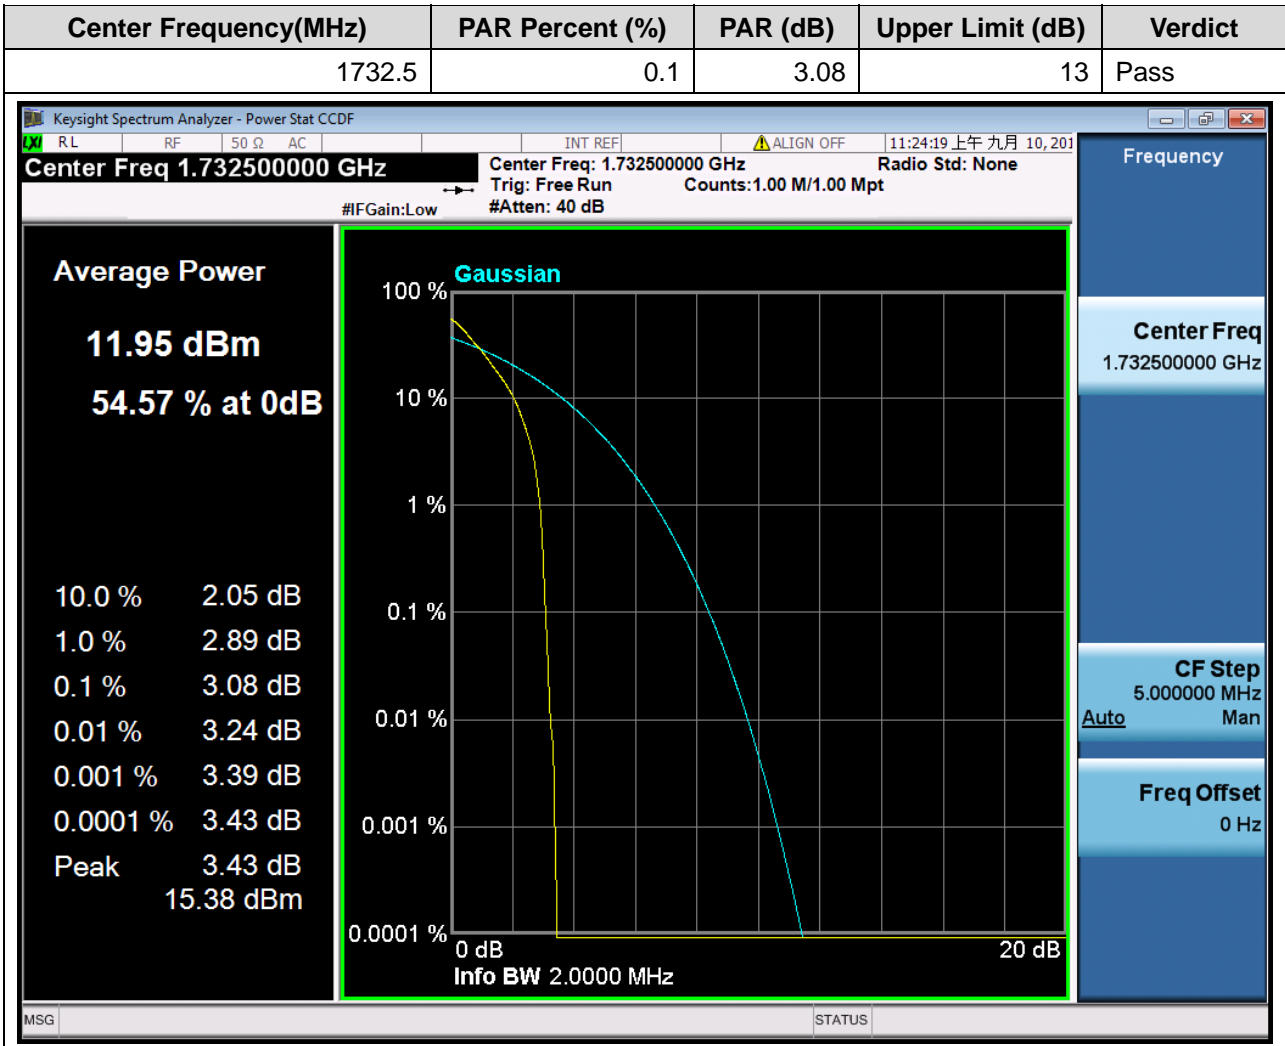 Center Frequency(MHz) PAR Percent (%) PAR (dB) Upper Limit (dB) Verdict
1732.5 0.1 3.08 13 Pass
Keysight Spectrum Analyzer - Power Stat CCDF
LXI RL RF 50 Ω AC INT REF ALIGN OFF 11:24:19 上午 九月 10, 201
Center Freq 1.732500000 GHz
Center Freq: 1.732500000 GHz Radio Std: None
Trig: Free Run Counts:1.00 M/1.00 Mpt
#IFGain:Low #Atten: 40 dB
Frequency
Average Power
11.95 dBm
54.57 % at 0dB
10.0 % 2.05 dB
1.0 % 2.89 dB
0.1 % 3.08 dB
0.01 % 3.24 dB
0.001 % 3.39 dB
0.0001 % 3.43 dB
Peak 3.43 dB
15.38 dBm
Gaussian
100 %
10 %
1 %
0.1 %
0.01 %
0.001 %
0.0001 %
0 dB 20 dB
Info BW 2.0000 MHz
Center Freq
1.732500000 GHz
CF Step
5.000000 MHz
Auto Man
Freq Offset
0 Hz
MSG STATUS